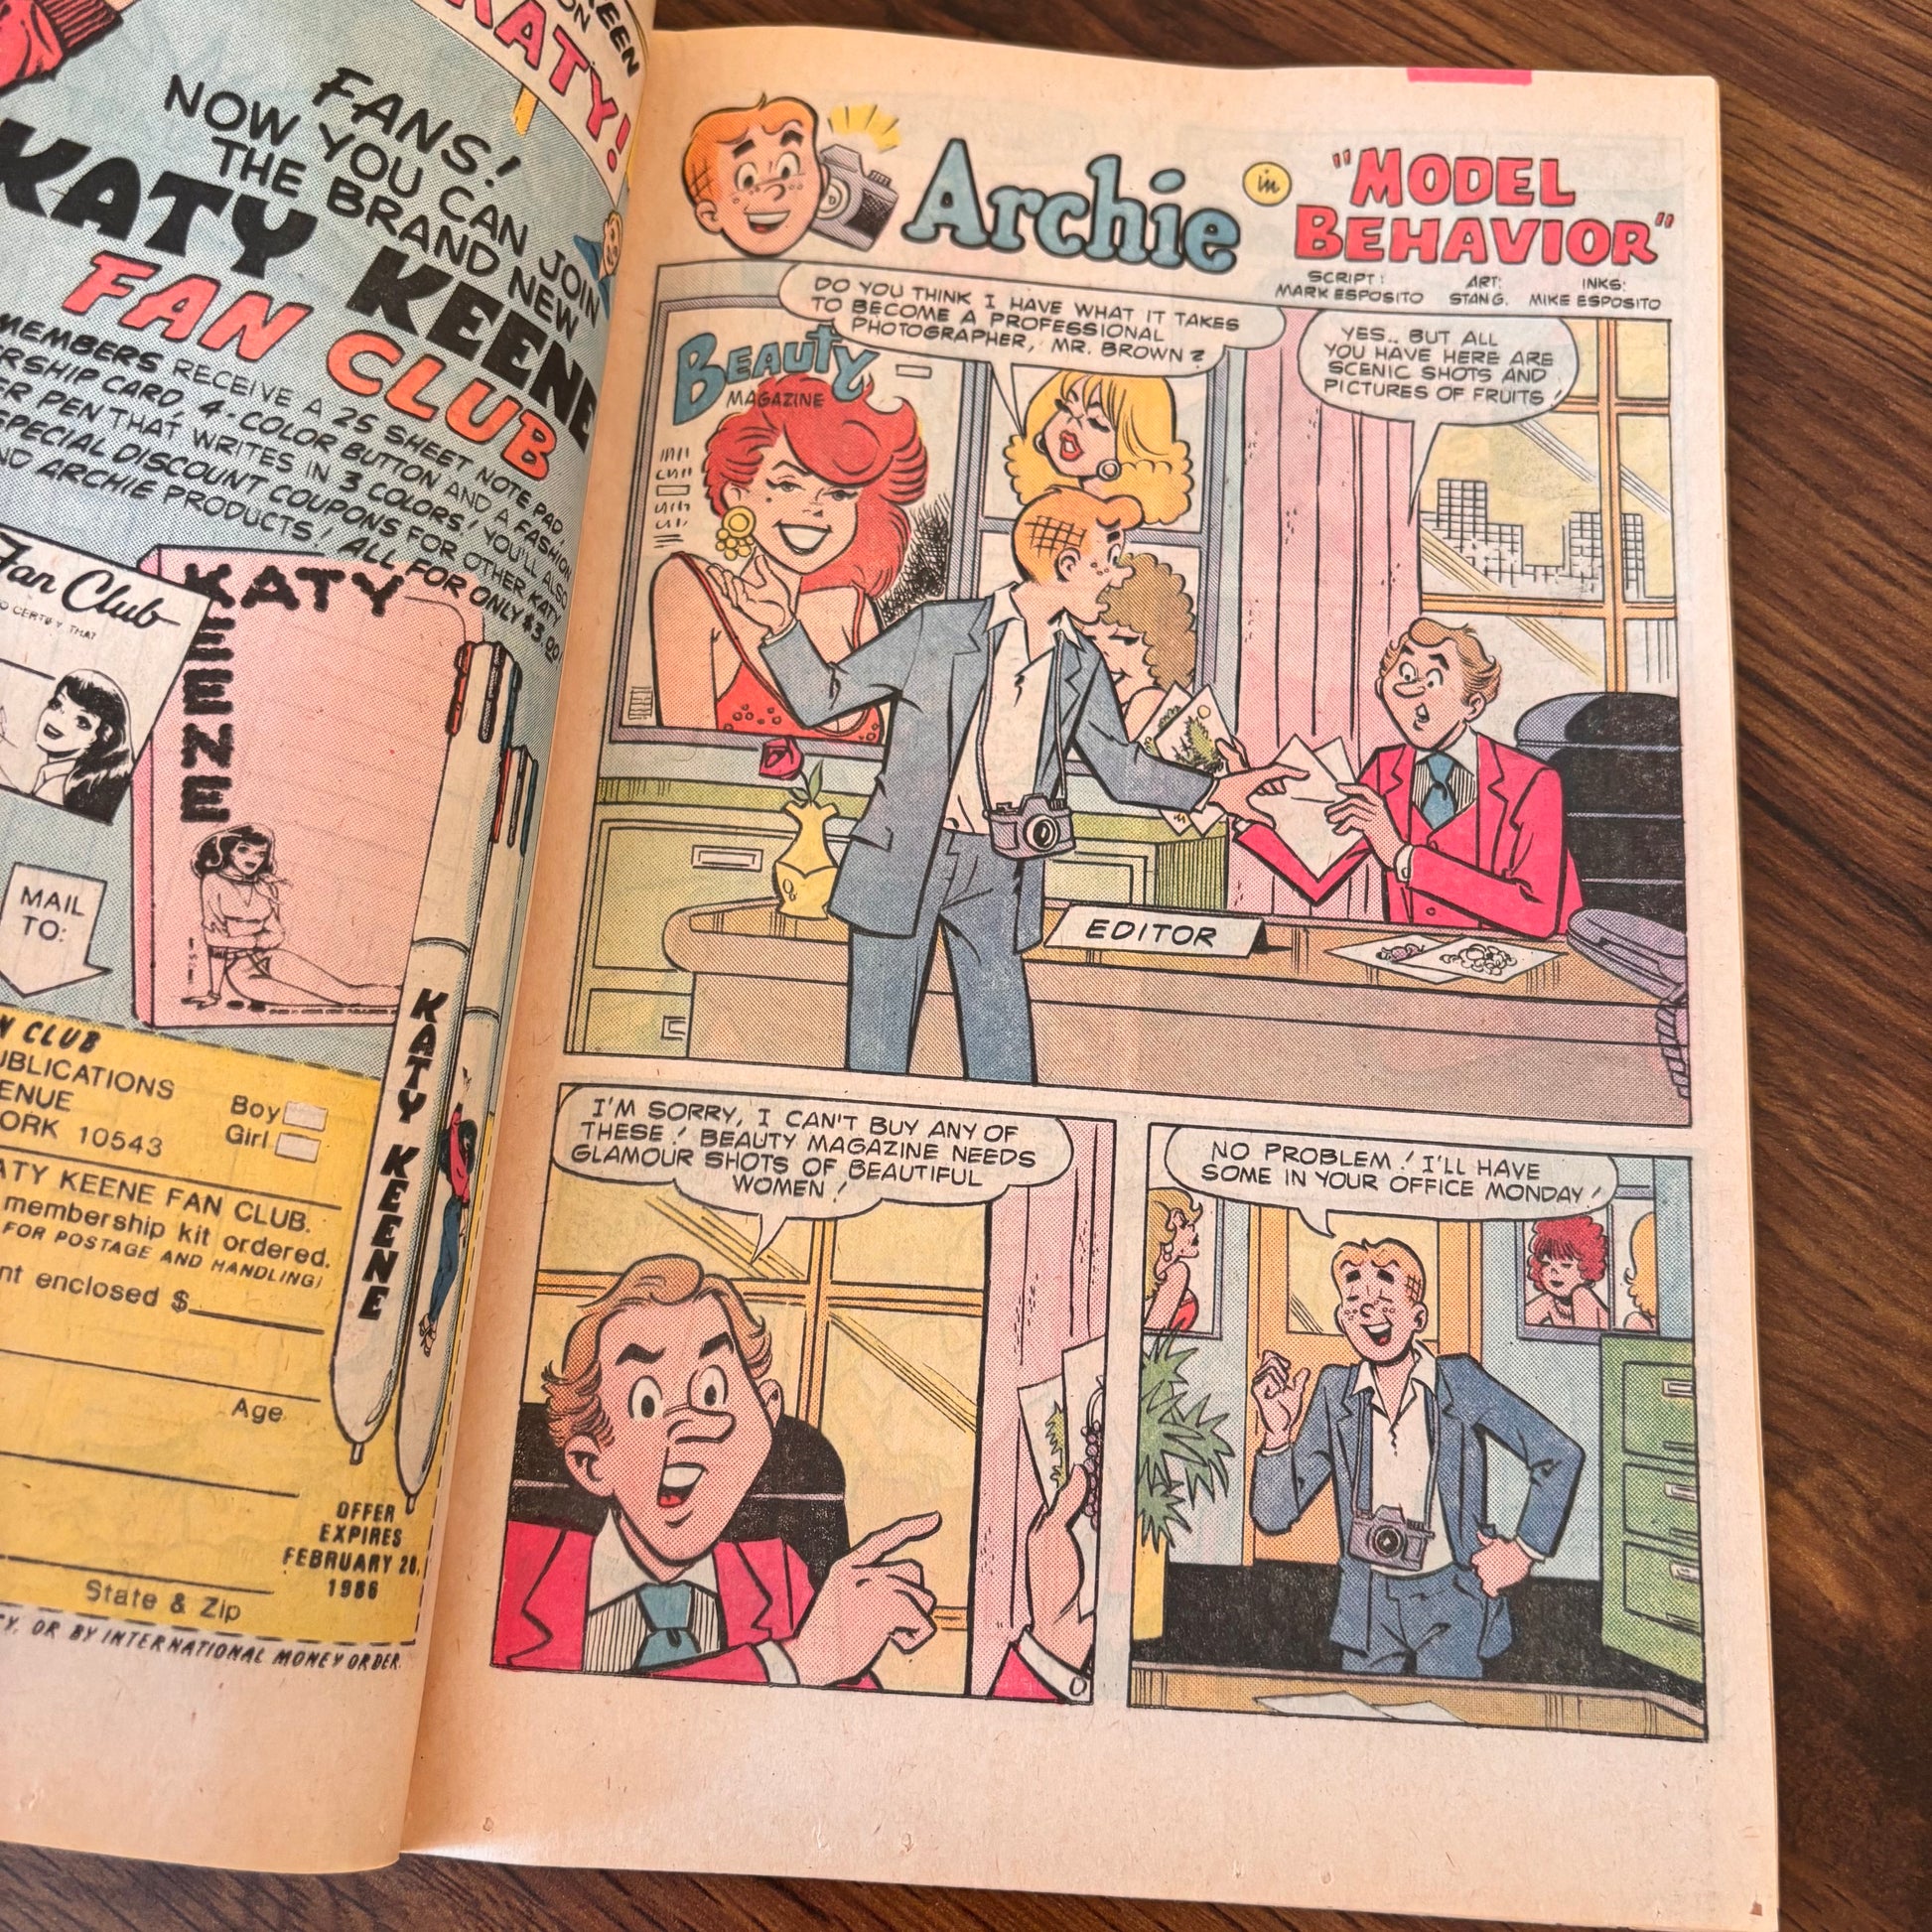 KEEN
ON
KATY!
FANS!
NOW YOU CAN JOIN
THE BRAND NEW
KATY KEENE
FAN CLUB
MEMBERS RECEIVE A 25 SHEET NOTE PAD,
CARD, 4-COLOR BUTTON AND A FASHION
PEN THAT WRITES IN 3 COLORS! YOU'LL ALSO
SPECIAL DISCOUNT COUPONS FOR OTHER KATY
ARCHIE PRODUCTS! ALL FOR ONLY $3.00!
Fan Club
CERTIFY THAT
KATY
KEENE
MAIL
TO:
KATY KEENE
CLUB
Boy
Girl
10543
KATY KEENE FAN CLUB.
membership kit ordered.
FOR POSTAGE AND HANDLING)
enclosed $
Age
OFFER
EXPIRES
FEBRUARY 28,
1986
State & Zip
OR BY INTERNATIONAL MONEY ORDER.
Archie
in
"MODEL
BEHAVIOR"
SCRIPT: ART: INKS:
MARK ESPOSITO STAN G. MIKE ESPOSITO
DO YOU THINK I HAVE WHAT IT TAKES
TO BECOME A PROFESSIONAL
PHOTOGRAPHER, MR. BROWN?
YES.. BUT ALL
YOU HAVE HERE ARE
SCENIC SHOTS AND
PICTURES OF FRUITS!
BEAUTY
MAGAZINE
EDITOR
I'M SORRY, I CAN'T BUY ANY OF
THESE! BEAUTY MAGAZINE NEEDS
GLAMOUR SHOTS OF BEAUTIFUL
WOMEN!
NO PROBLEM! I'LL HAVE
SOME IN YOUR OFFICE MONDAY!